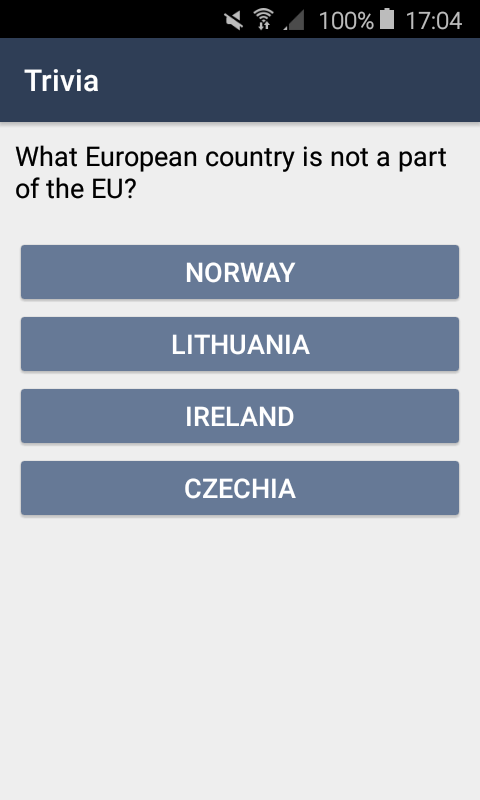 100% 17:04
Trivia
What European country is not a part
of the EU?
NORWAY
LITHUANIA
IRELAND
CZECHIA